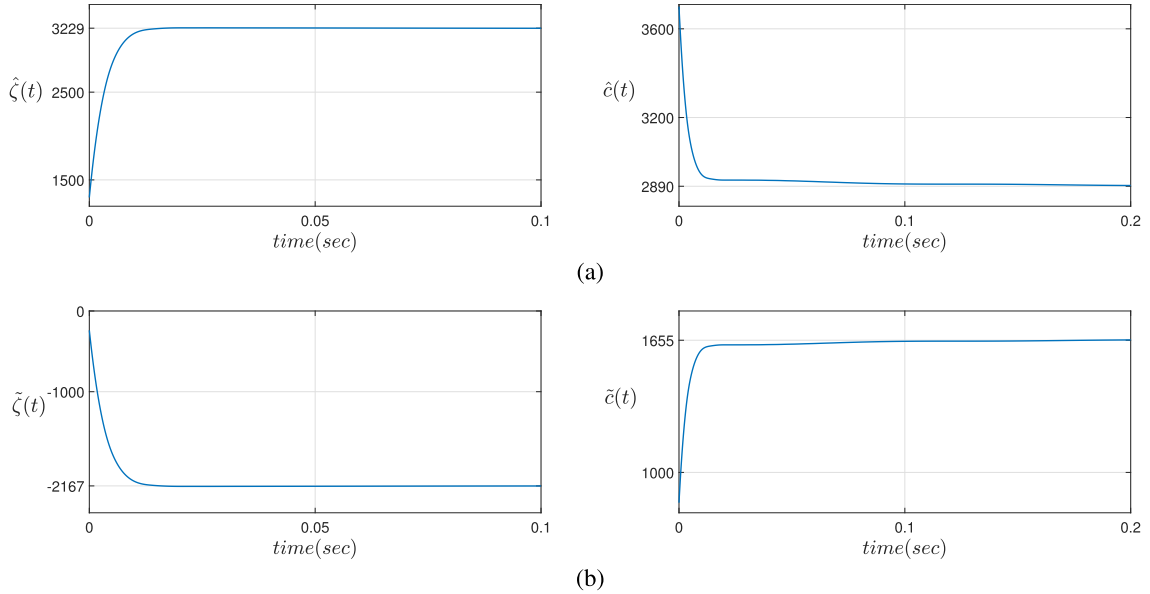 3229
2500
1500
ζ̂(t)
0
0.05
0.1
time(sec)
3600
3200
2890
ĉ(t)
0
0.1
0.2
time(sec)
(a)
0
-1000
-2167
ζ̃(t)
0
0.05
0.1
time(sec)
1655
1000
c̃(t)
0
0.1
0.2
time(sec)
(b)